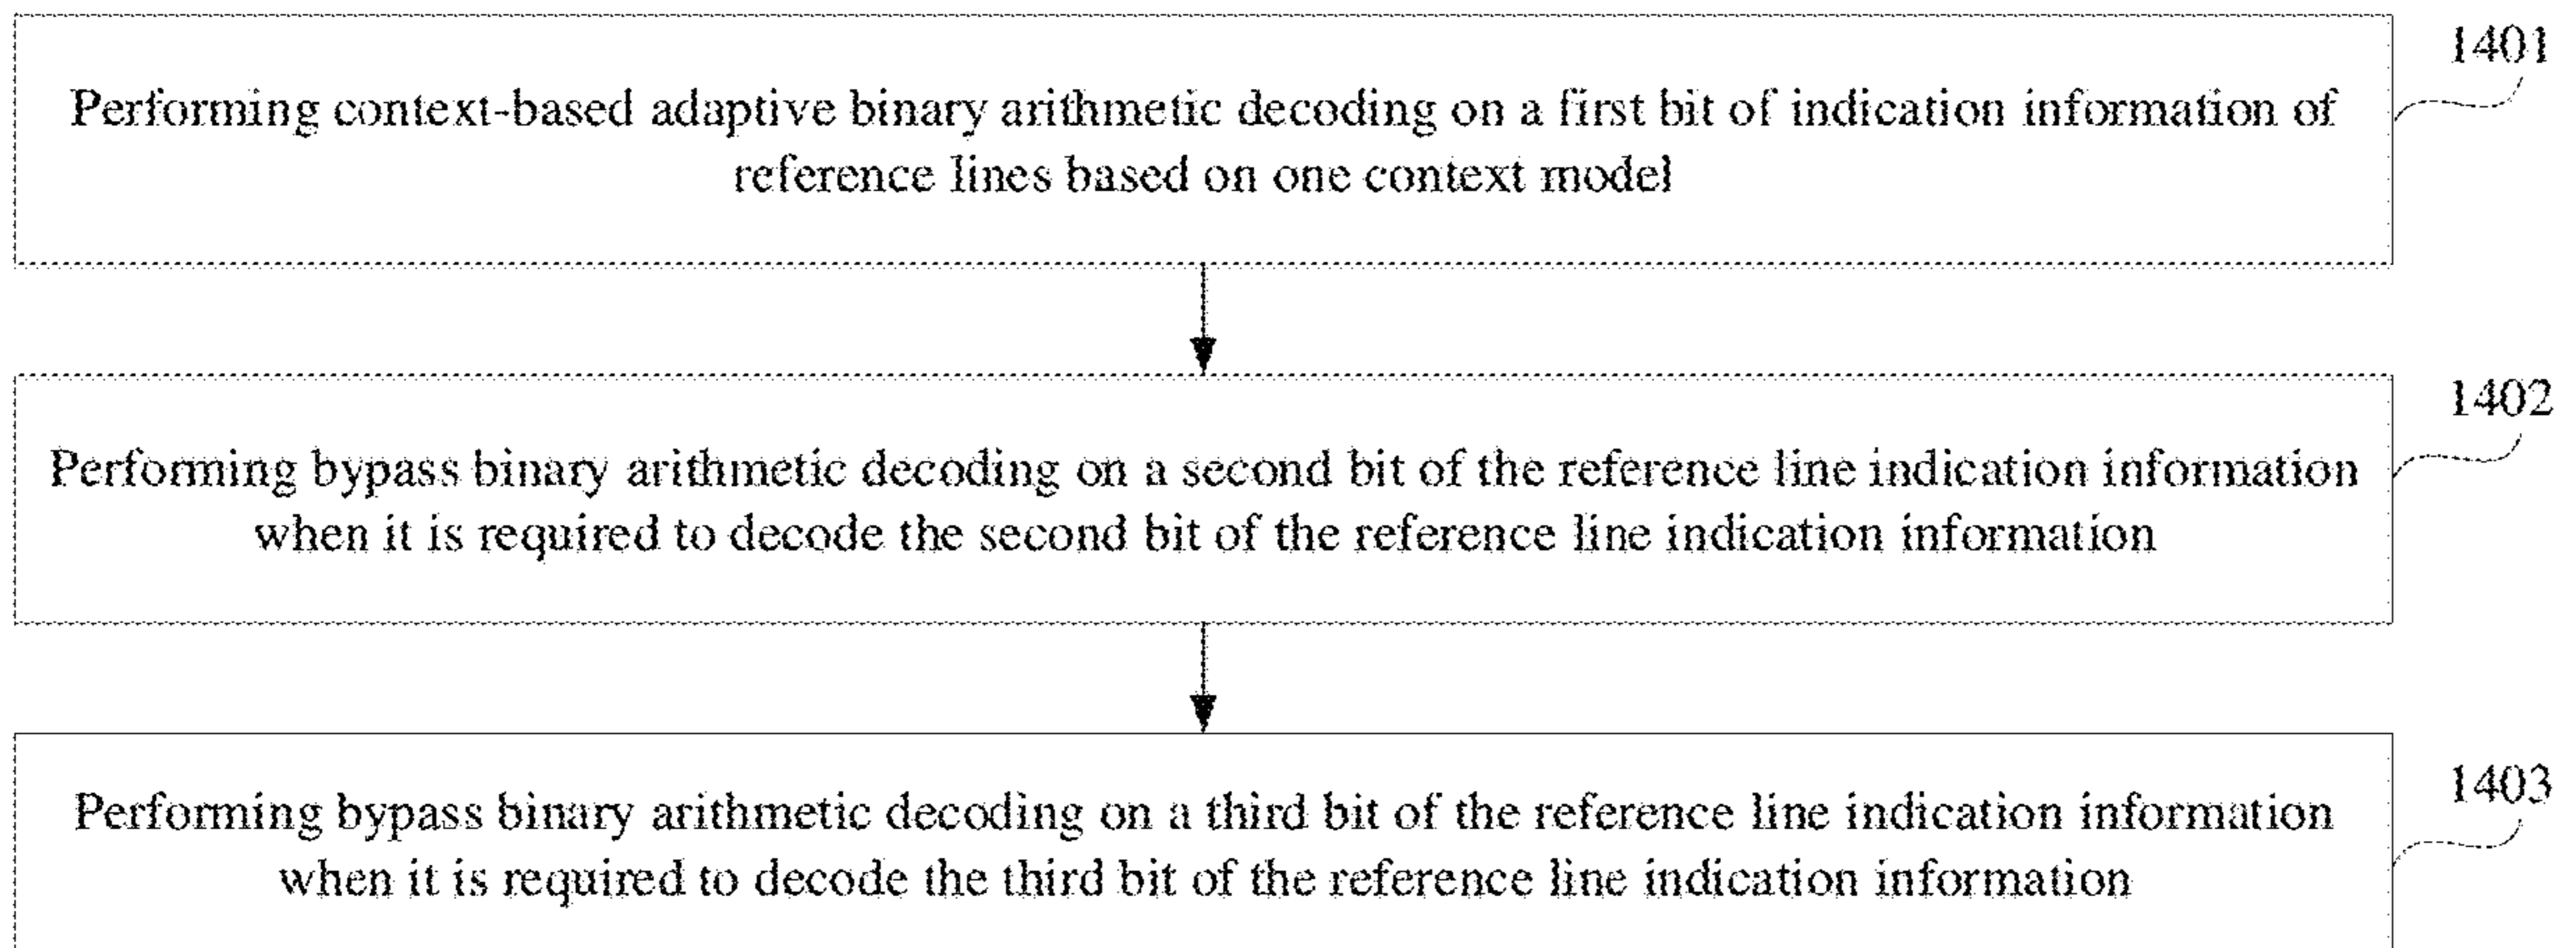 1401
Performing context-based adaptive binary arithmetic decoding on a first bit of indication information of
reference lines based on one context model
1402
Performing bypass binary arithmetic decoding on a second bit of the reference line indication information
when it is required to decode the second bit of the reference line indication information
1403
Performing bypass binary arithmetic decoding on a third bit of the reference line indication information
when it is required to decode the third bit of the reference line indication information